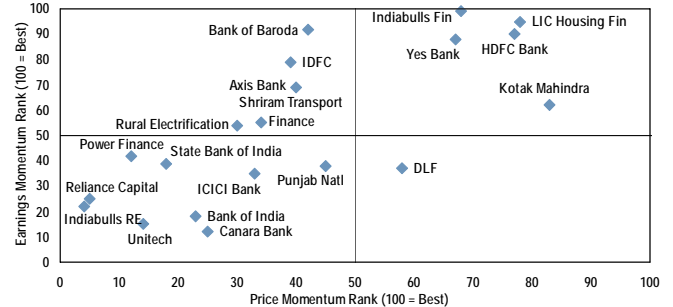 Earnings Momentum Rank (100 = Best)
100
90
80
70
60
50
40
30
20
10
0
Indiabulls Fin
LIC Housing Fin
Bank of Baroda
Yes Bank
HDFC Bank
IDFC
Axis Bank
Kotak Mahindra
Shriram Transport
Finance
Rural Electrification
Power Finance
State Bank of India
Punjab Natl
DLF
ICICI Bank
Reliance Capital
Indiabulls RE
Bank of India
Unitech
Canara Bank
0 10 20 30 40 50 60 70 80 90 100
Price Momentum Rank (100 = Best)